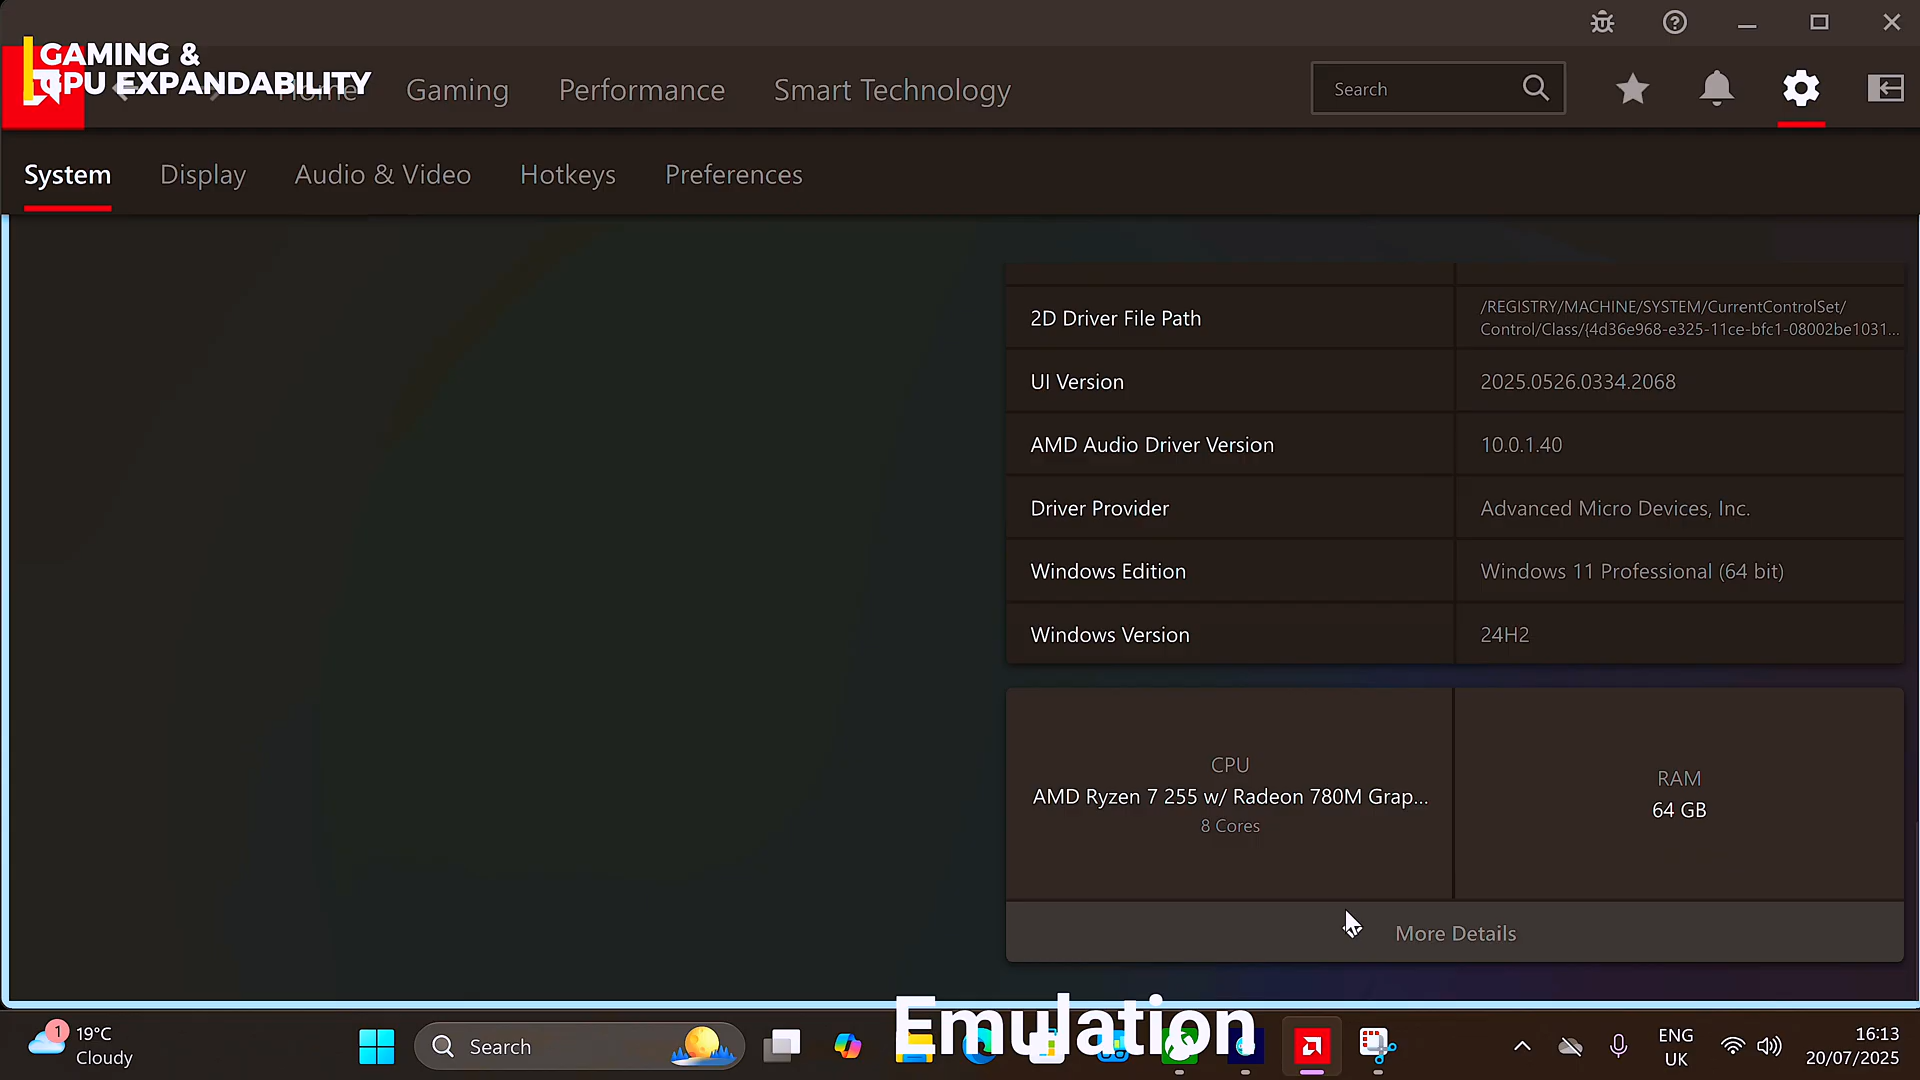 GAMING &
GPU EXPANDABILITY
Home
Gaming
Performance
Smart Technology
Search
System
Display
Audio & Video
Hotkeys
Preferences
2D Driver File Path
/REGISTRY/MACHINE/SYSTEM/CurrentControlSet/
Control/Class/{4d36e968-e325-11ce-bfc1-08002be1031...
UI Version
2025.0526.0334.2068
AMD Audio Driver Version
10.0.1.40
Driver Provider
Advanced Micro Devices, Inc.
Windows Edition
Windows 11 Professional (64 bit)
Windows Version
24H2
CPU
AMD Ryzen 7 255 w/ Radeon 780M Grap...
8 Cores
RAM
64 GB
More Details
Emulation
1
19°C
Cloudy
Search
ENG
UK
16:13
20/07/2025